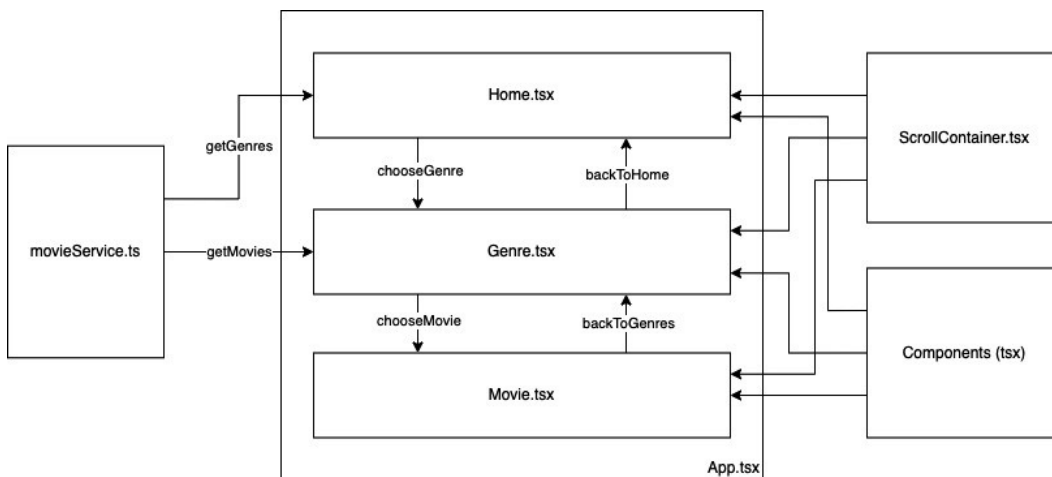 Home.tsx
getGenres
chooseGenre
backToHome
ScrollContainer.tsx
movieService.ts
getMovies
Genre.tsx
chooseMovie
backToGenres
Components (tsx)
Movie.tsx
App.tsx